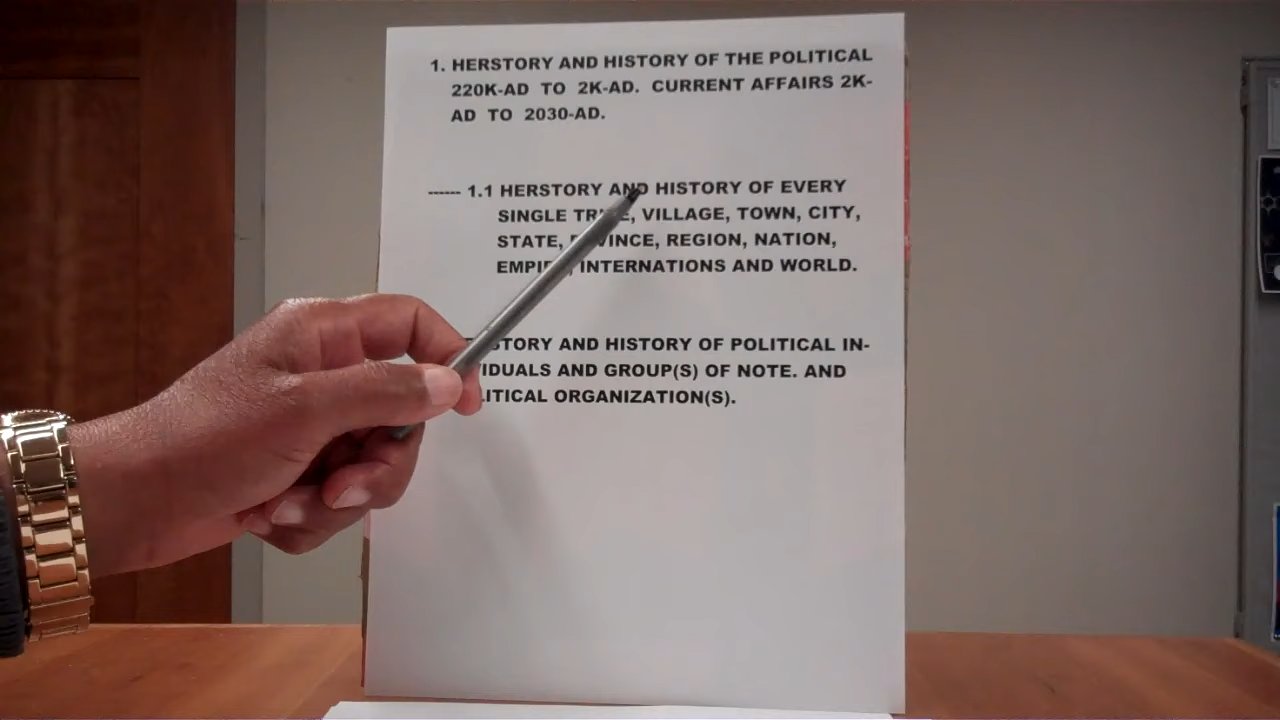 1. HERSTORY AND HISTORY OF THE POLITICAL
220K-AD TO 2K-AD. CURRENT AFFAIRS 2K-
AD TO 2030-AD.
------ 1.1 HERSTORY AND HISTORY OF EVERY
SINGLE VILLAGE, TOWN, CITY,
STATE, REGION, NATION,
INTERNATIONS AND WORLD.
AND HISTORY OF POLITICAL IN-
AND GROUP(S) OF NOTE. AND
ORGANIZATION(S).